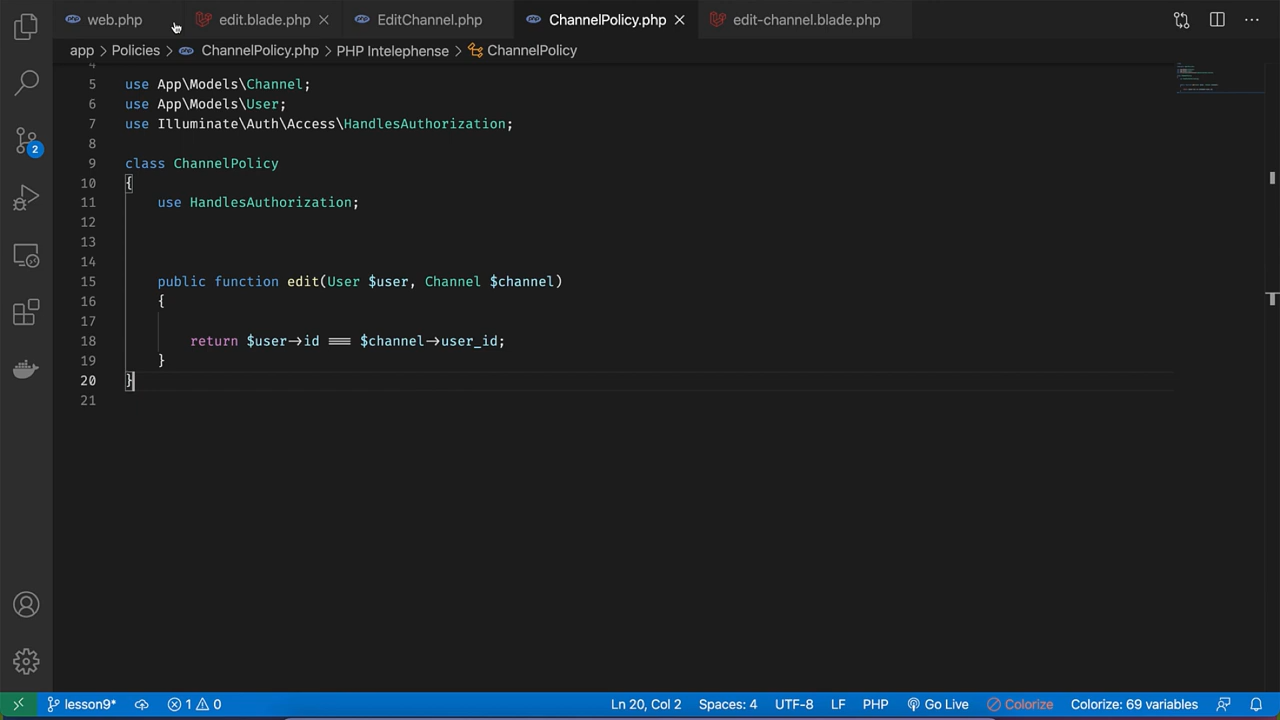 web.php edit.blade.php EditChannel.php ChannelPolicy.php edit-channel.blade.php
app > Policies > ChannelPolicy.php > PHP Intelephense > ChannelPolicy
4
5 use App\Models\Channel;
6 use App\Models\User;
7 use Illuminate\Auth\Access\HandlesAuthorization;
8
9 class ChannelPolicy
10 {
11 use HandlesAuthorization;
12
13
14
15 public function edit(User $user, Channel $channel)
16 {
17
18 return $user->id === $channel->user_id;
19 }
20 }
21
2
lesson9* 1 0 Ln 20, Col 2 Spaces: 4 UTF-8 LF PHP Go Live Colorize Colorize: 69 variables